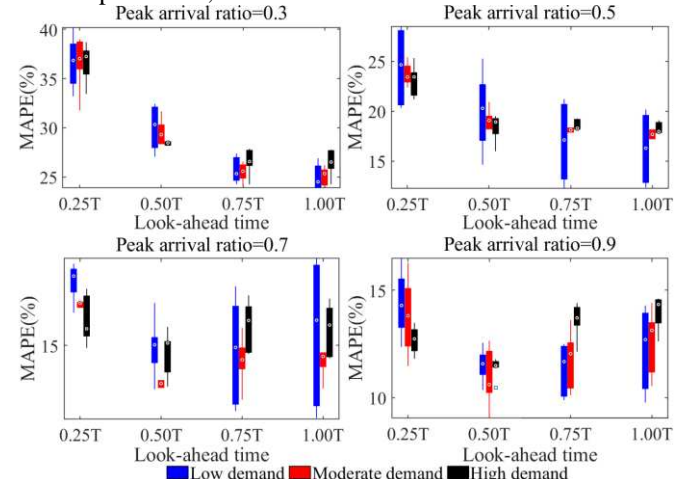 Peak arrival ratio=0.3
Peak arrival ratio=0.5
MAPE(%)
40
35
30
25
MAPE(%)
25
20
15
0.25T 0.50T 0.75T 1.00T
0.25T 0.50T 0.75T 1.00T
Look-ahead time
Look-ahead time
Peak arrival ratio=0.7
Peak arrival ratio=0.9
MAPE(%)
15
MAPE(%)
15
10
0.25T 0.50T 0.75T 1.00T
0.25T 0.50T 0.75T 1.00T
Look-ahead time
Look-ahead time
Low demand Moderate demand High demand